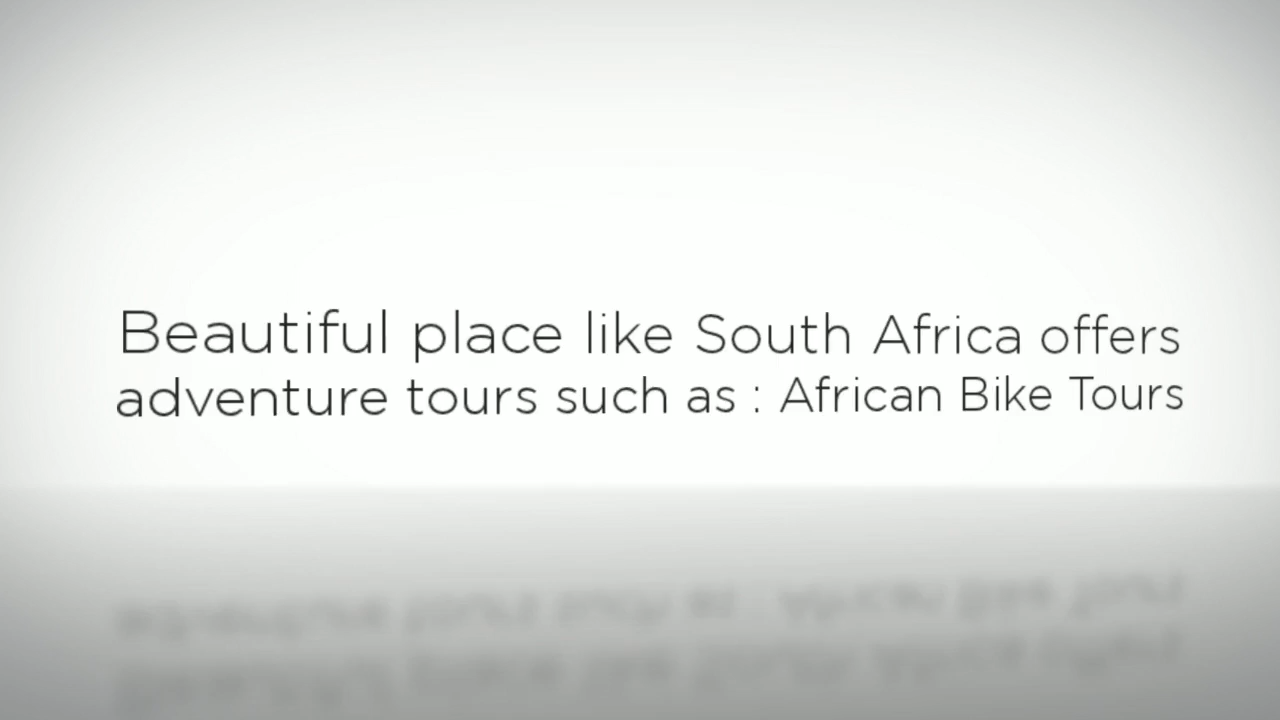 Beautiful place like South Africa offers
adventure tours such as : African Bike Tours